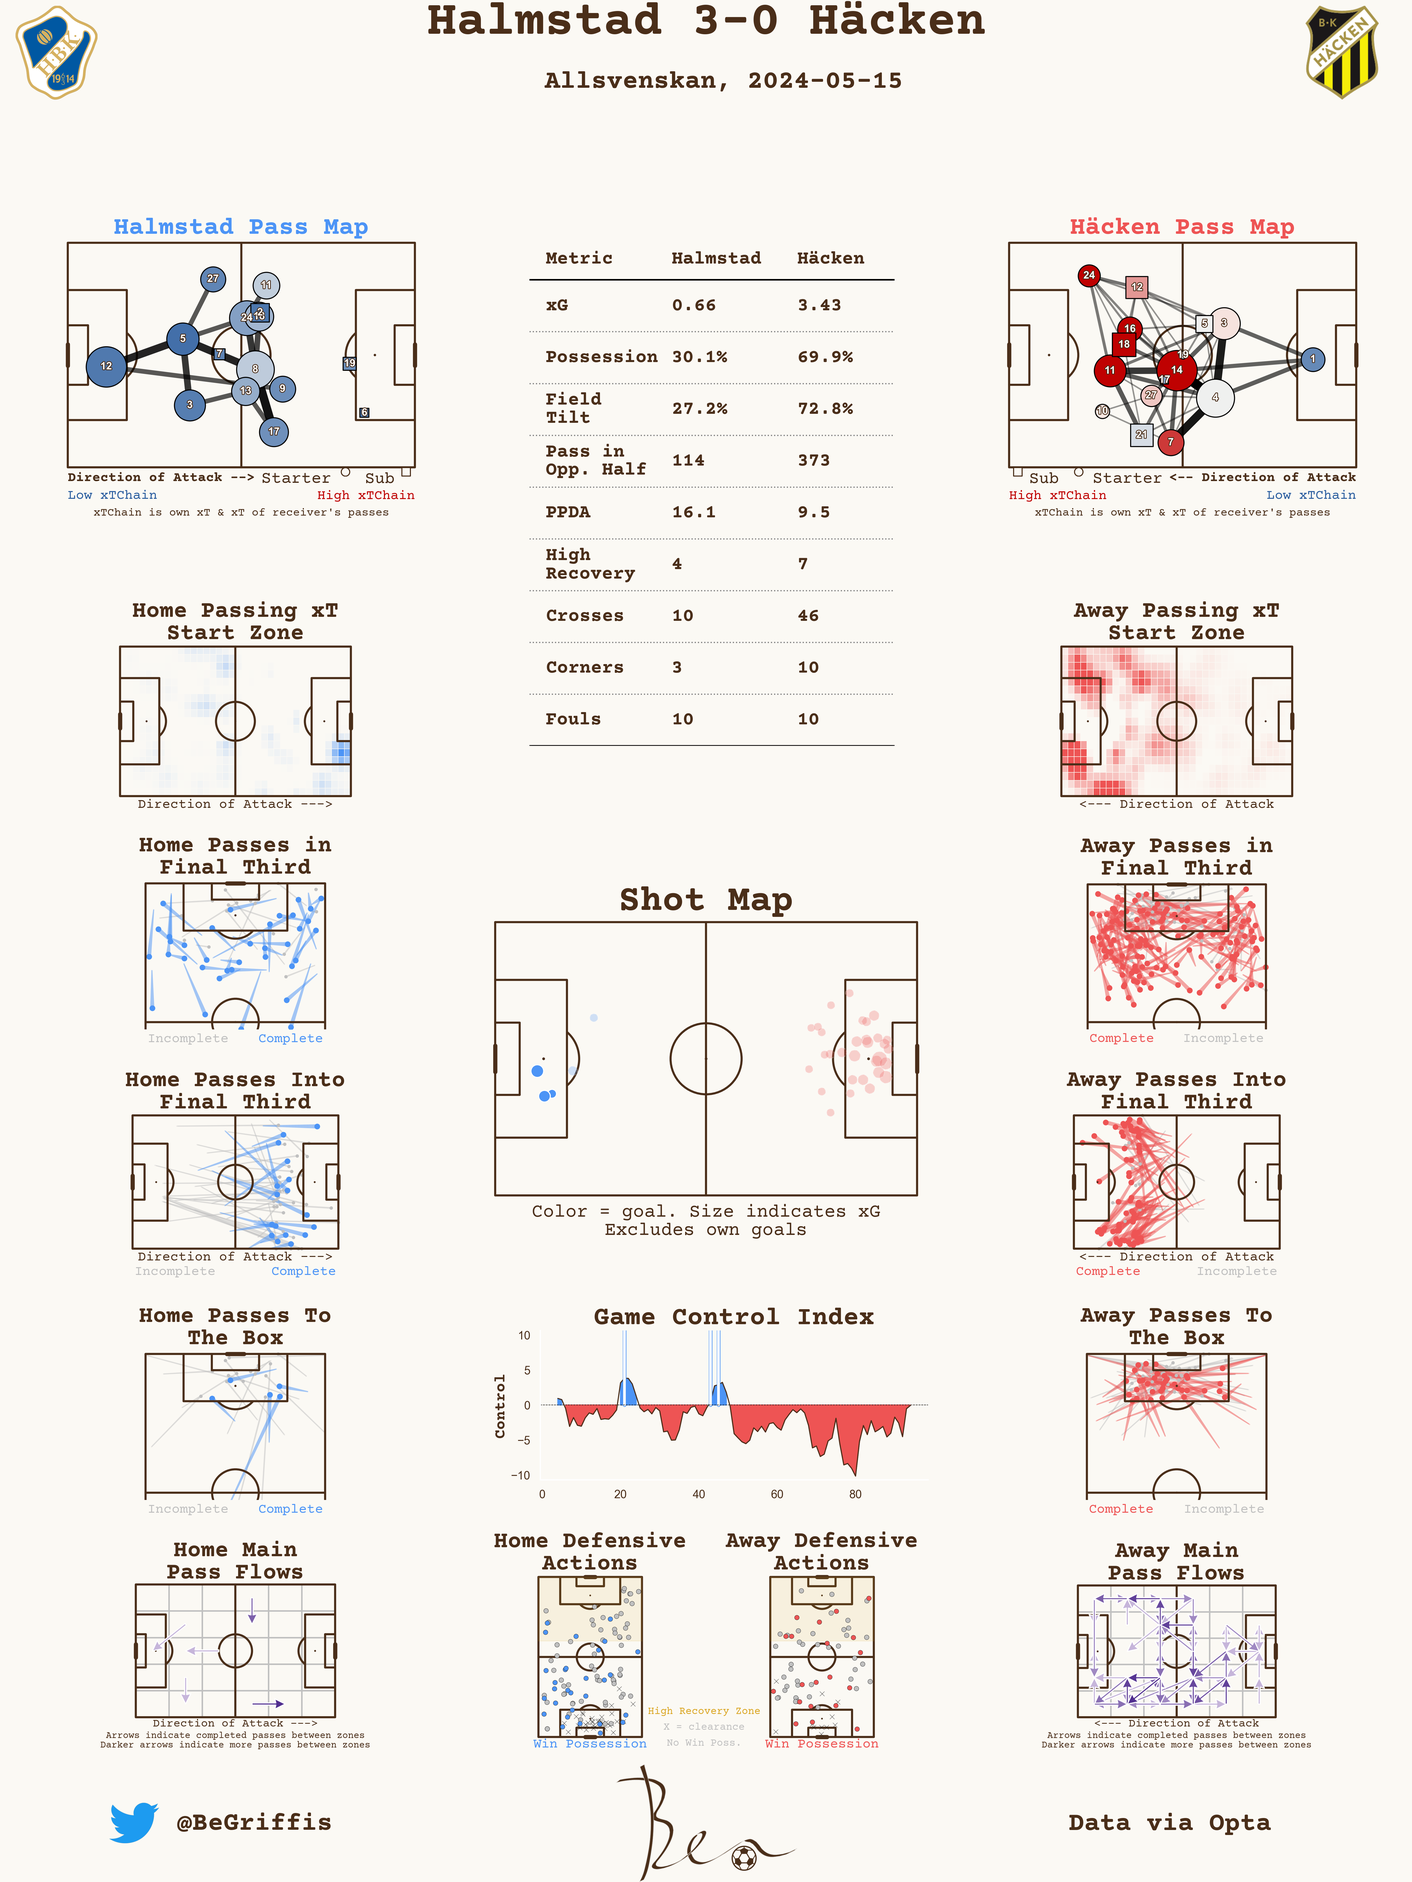 Halmstad 3-0 Häcken
Allsvenskan, 2024-05-15
H.B.K.
1914
B·K
HÄCKEN
Halmstad Pass Map
27
11
24
2
5
7
12
8
19
13
9
3
17
6
Direction of Attack --> Starter Sub
Low xTChain High xTChain
xTChain is own xT & xT of receiver's passes
Metric Halmstad Häcken
xG 0.66 3.43
Possession 30.1% 69.9%
Field
Tilt 27.2% 72.8%
Pass in
Opp. Half 114 373
PPDA 16.1 9.5
High
Recovery 4 7
Crosses 10 46
Corners 3 10
Fouls 10 10
Häcken Pass Map
24
12
16
5
3
18
19
1
11
14
17
27
4
10
21
7
Sub Starter <-- Direction of Attack
High xTChain Low xTChain
xTChain is own xT & xT of receiver's passes
Home Passing xT
Start Zone
Direction of Attack --->
Away Passing xT
Start Zone
<--- Direction of Attack
Home Passes in
Final Third
Incomplete Complete
Away Passes in
Final Third
Complete Incomplete
Shot Map
Color = goal. Size indicates xG
Excludes own goals
Home Passes Into
Final Third
Direction of Attack --->
Incomplete Complete
Away Passes Into
Final Third
<--- Direction of Attack
Complete Incomplete
Home Passes To
The Box
Incomplete Complete
Game Control Index
Control
10
5
0
−5
−10
0 20 40 60 80
Away Passes To
The Box
Complete Incomplete
Home Main
Pass Flows
Direction of Attack --->
Arrows indicate completed passes between zones
Darker arrows indicate more passes between zones
Home Defensive
Actions
Win Possession
Away Defensive
Actions
Win Possession
High Recovery Zone
X = clearance
No Win Poss.
Away Main
Pass Flows
<--- Direction of Attack
Arrows indicate completed passes between zones
Darker arrows indicate more passes between zones
@BeGriffis
Ben
Data via Opta